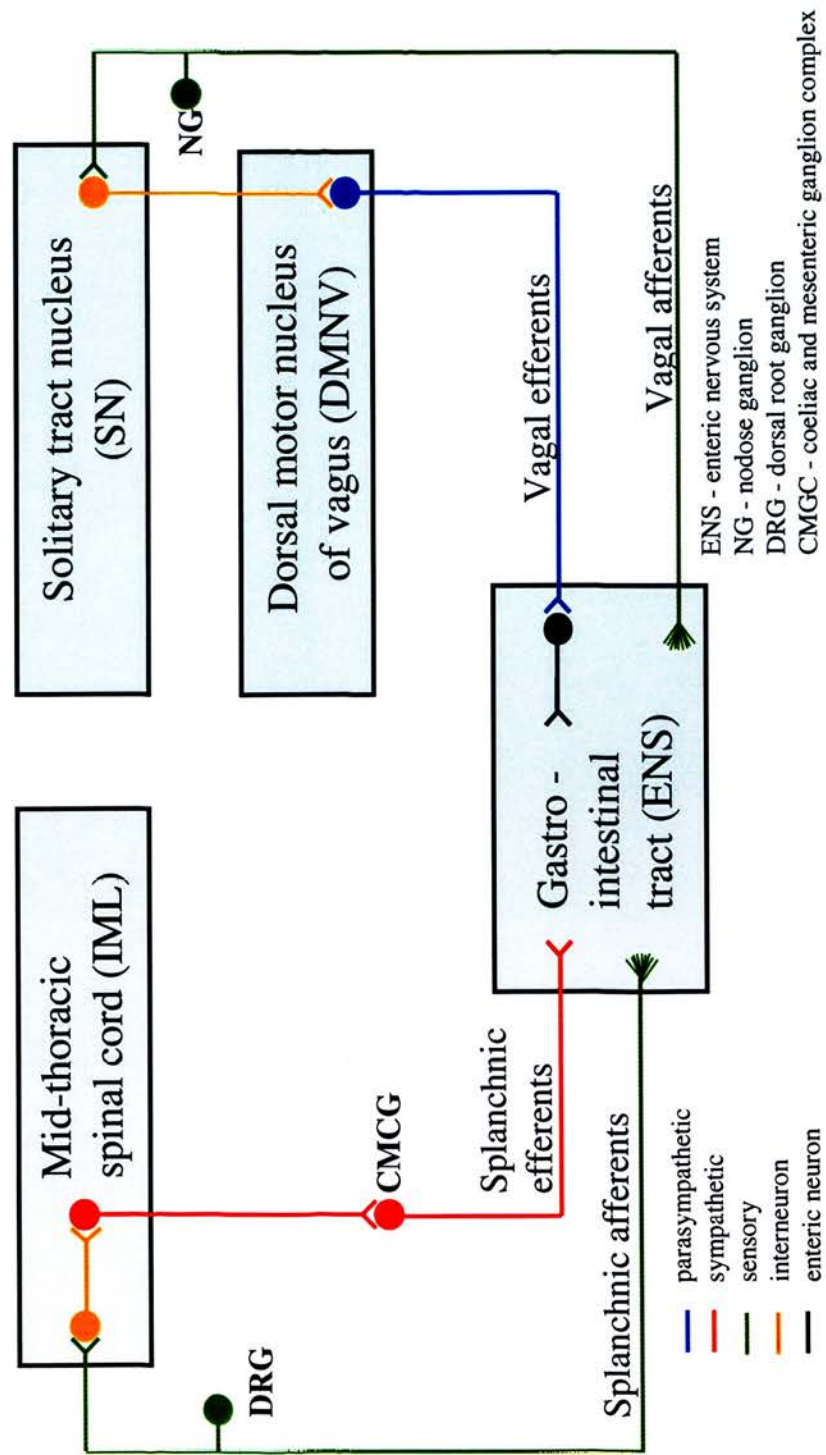 Mid-thoracic
spinal cord (IML)
Solitary tract nucleus
(SN)
DRG
NG
Dorsal motor nucleus
of vagus (DMNV)
CMCG
Splanchnic
efferents
Vagal efferents
Gastro -
intestinal
tract (ENS)
Splanchnic afferents
Vagal afferents
parasympathetic
sympathetic
sensory
interneuron
enteric neuron
ENS - enteric nervous system
NG - nodose ganglion
DRG - dorsal root ganglion
CMGC - coeliac and mesenteric ganglion complex